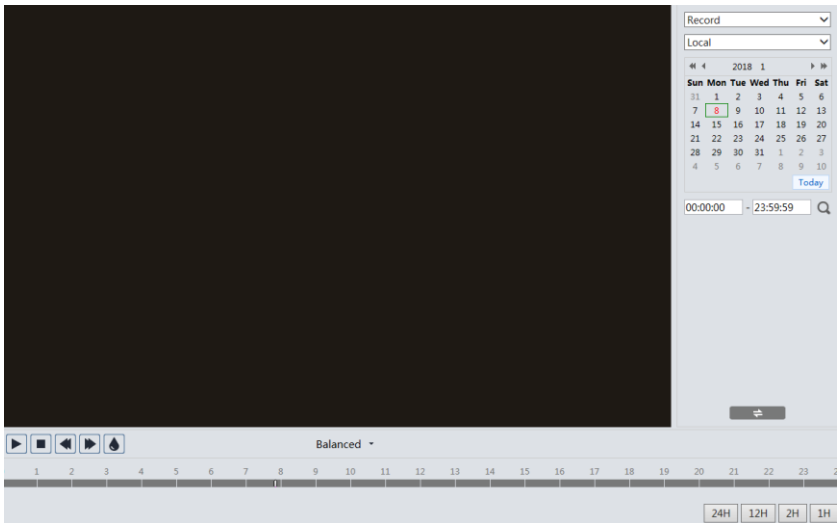 Record
Local
2018 1
Sun Mon Tue Wed Thu Fri Sat
31 1 2 3 4 5 6
7 8 9 10 11 12 13
14 15 16 17 18 19 20
21 22 23 24 25 26 27
28 29 30 31 1 2 3
4 5 6 7 8 9 10
Today
00:00:00 - 23:59:59
Balanced
1 2 3 4 5 6 7 8 9 10 11 12 13 14 15 16 17 18 19 20 21 22 23 2
24H 12H 2H 1H